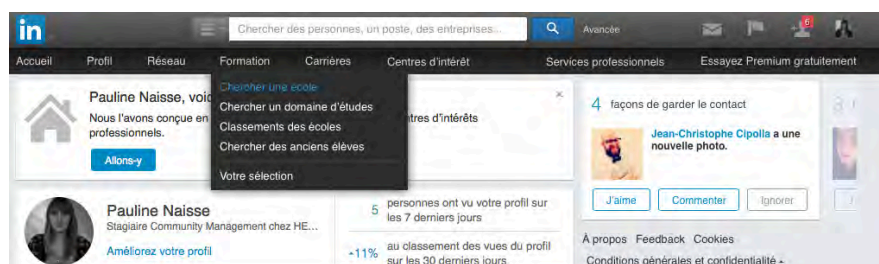 in
Chercher des personnes, un poste, des entreprises...
Avancée
Accueil Profil Réseau Formation Carrières Centres d'intérêt Services professionnels Essayez Premium gratuitement
Chercher une école
Chercher un domaine d'études
Classements des écoles
Chercher des anciens élèves
Votre sélection
Pauline Naisse, voic
Nous l'avons conçue en
professionnels.
ntres d'intérêts
×
Allons-y
Pauline Naisse
Stagiaire Community Management chez HE...
Améliorez votre profil
5 personnes ont vu votre profil sur
les 7 derniers jours
11% au classement des vues du profil
sur les 30 derniers jours
4 façons de garder le contact
Jean-Christophe Cipolla a une
nouvelle photo.
J'aime Commenter Ignorer
À propos Feedback Cookies
Conditions générales et confidentialité